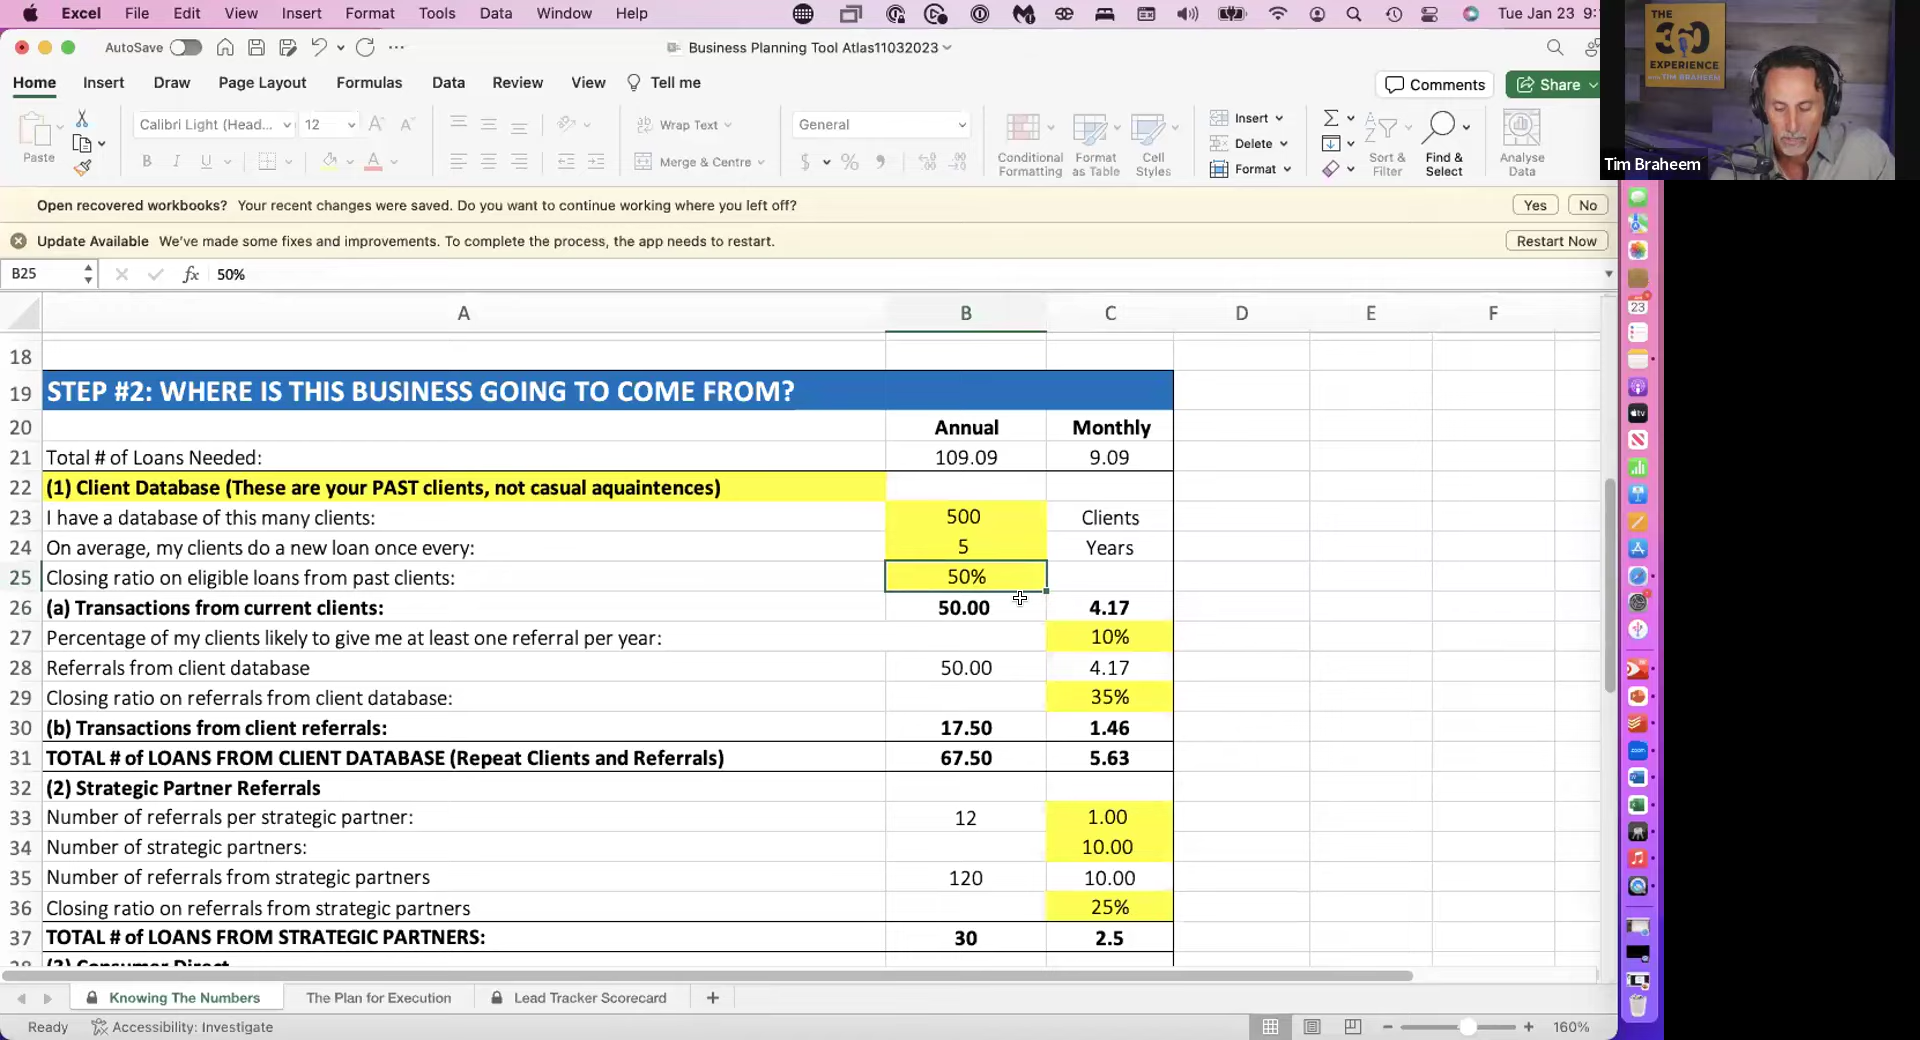 Excel File Edit View Insert Format Tools Data Window Help Tue Jan 23 9:
AutoSave Business Planning Tool Atlas11032023
Home Insert Draw Page Layout Formulas Data Review View Tell me Comments Share
Paste Calibri Light (Head... 12 Wrap Text General Insert
B I U Merge & Centre $ % Conditional Formatting Format as Table Cell Styles Delete Format Sort & Filter Find & Select Analyse Data
THE
360
EXPERIENCE
WITH TIM BRAHEEM
Tim Braheem
Open recovered workbooks? Your recent changes were saved. Do you want to continue working where you left off? Yes No
Update Available We've made some fixes and improvements. To complete the process, the app needs to restart. Restart Now
B25 fx 50%
A B C D E F
18
19 STEP #2: WHERE IS THIS BUSINESS GOING TO COME FROM?
20 Annual Monthly
21 Total # of Loans Needed: 109.09 9.09
22 (1) Client Database (These are your PAST clients, not casual aquaintences)
23 I have a database of this many clients: 500 Clients
24 On average, my clients do a new loan once every: 5 Years
25 Closing ratio on eligible loans from past clients: 50%
26 (a) Transactions from current clients: 50.00 4.17
27 Percentage of my clients likely to give me at least one referral per year: 10%
28 Referrals from client database 50.00 4.17
29 Closing ratio on referrals from client database: 35%
30 (b) Transactions from client referrals: 17.50 1.46
31 TOTAL # of LOANS FROM CLIENT DATABASE (Repeat Clients and Referrals) 67.50 5.63
32 (2) Strategic Partner Referrals
33 Number of referrals per strategic partner: 12 1.00
34 Number of strategic partners: 10.00
35 Number of referrals from strategic partners 120 10.00
36 Closing ratio on referrals from strategic partners 25%
37 TOTAL # of LOANS FROM STRATEGIC PARTNERS: 30 2.5
Knowing The Numbers The Plan for Execution Lead Tracker Scorecard +
Ready Accessibility: Investigate 160%